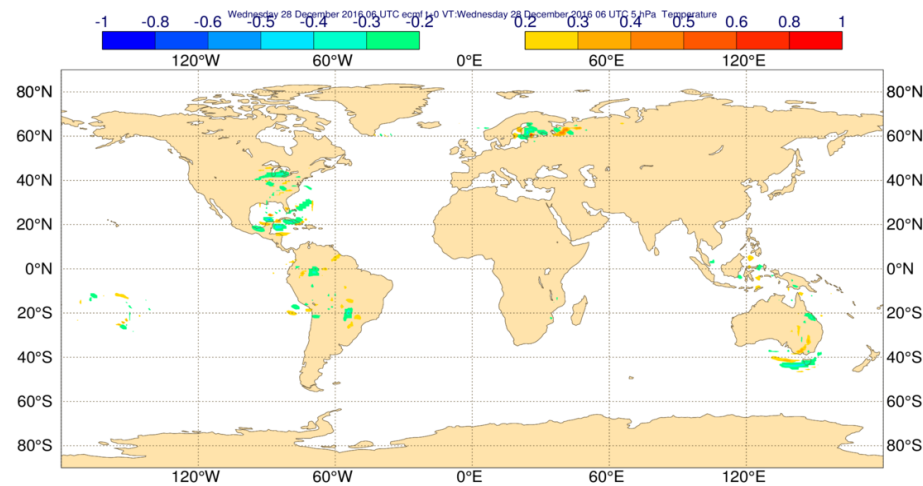 Wednesday 28 December 2016 06 UTC ecmf t+0 VT:Wednesday 28 December 2016 06 UTC 5 hPa Temperature
-1 -0.8 -0.6 -0.5 -0.4 -0.3 -0.2 0.2 0.3 0.4 0.5 0.6 0.8 1
120°W 60°W 0°E 60°E 120°E
80°N 80°N
60°N 60°N
40°N 40°N
20°N 20°N
0°N 0°N
20°S 20°S
40°S 40°S
60°S 60°S
80°S 80°S
120°W 60°W 0°E 60°E 120°E